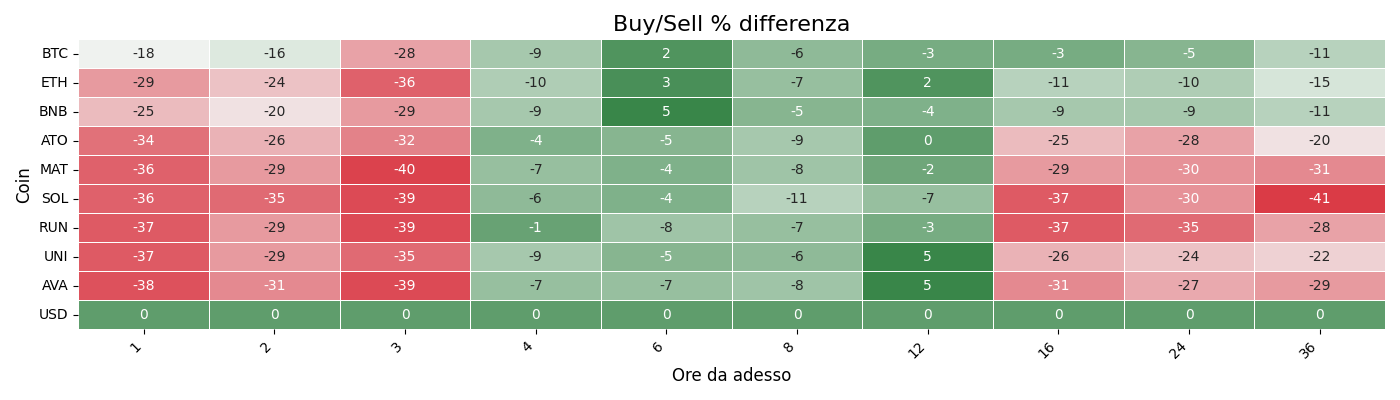 Buy/Sell % differenza
Coin
BTC -18 -16 -28 -9 2 -6 -3 -3 -5 -11
ETH -29 -24 -36 -10 3 -7 2 -11 -10 -15
BNB -25 -20 -29 -9 5 -5 -4 -9 -9 -11
ATO -34 -26 -32 -4 -5 -9 0 -25 -28 -20
MAT -36 -29 -40 -7 -4 -8 -2 -29 -30 -31
SOL -36 -35 -39 -6 -4 -11 -7 -37 -30 -41
RUN -37 -29 -39 -1 -8 -7 -3 -37 -35 -28
UNI -37 -29 -35 -9 -5 -6 5 -26 -24 -22
AVA -38 -31 -39 -7 -7 -8 5 -31 -27 -29
USD 0 0 0 0 0 0 0 0 0 0
1 2 3 4 6 8 12 16 24 36
Ore da adesso